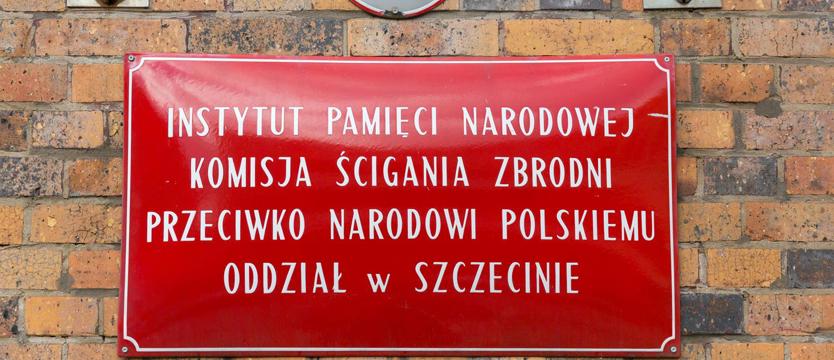 INSTYTUT PAMIĘCI NARODOWEJ
KOMISJA ŚCIGANIA ZBRODNI
PRZECIWKO NARODOWI POLSKIEMU
ODDZIAŁ w SZCZECINIE